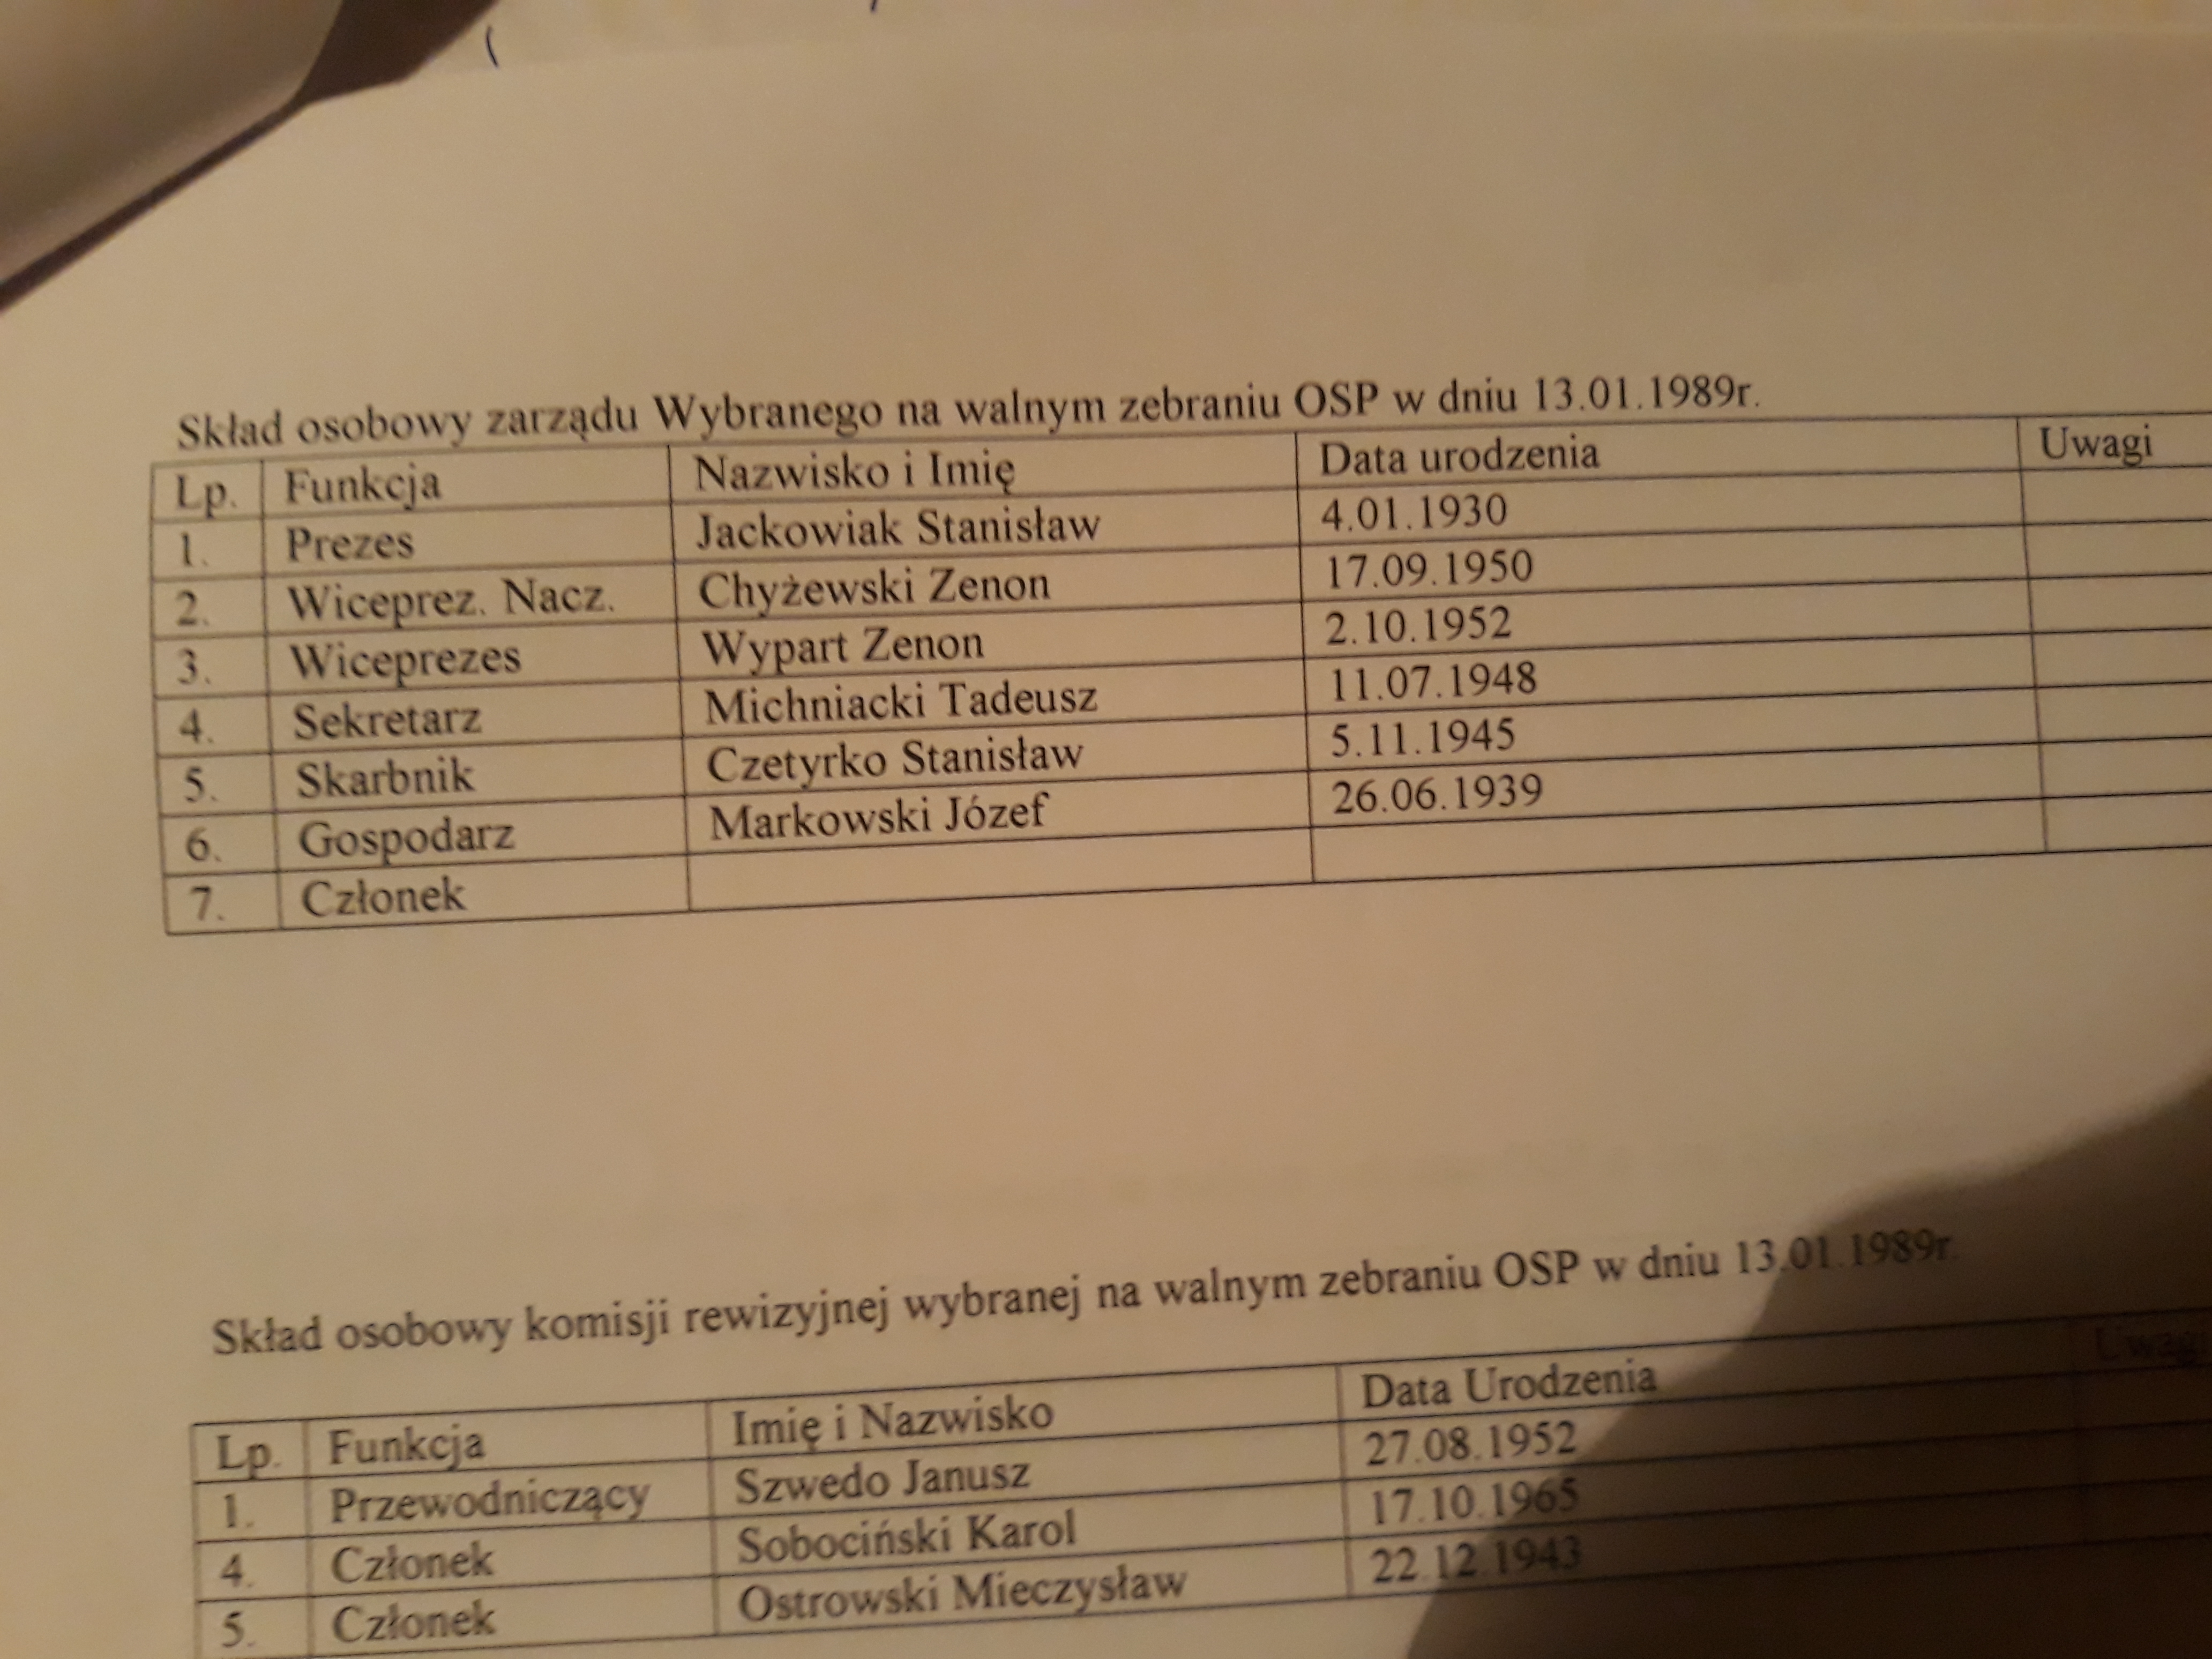 Skład osobowy zarządu Wybranego na walnym zebraniu OSP w dniu 13.01.1989r.
Lp. Funkcja Nazwisko i Imię Data urodzenia Uwagi
1. Prezes Jackowiak Stanisław 4.01.1930
2. Wiceprez. Nacz. Chyżewski Zenon 17.09.1950
3. Wiceprezes Wypart Zenon 2.10.1952
4. Sekretarz Michniacki Tadeusz 11.07.1948
5. Skarbnik Czetyrko Stanisław 5.11.1945
6. Gospodarz Markowski Józef 26.06.1939
7. Członek
Skład osobowy komisji rewizyjnej wybranej na walnym zebraniu OSP w dniu 13.01.1989r.
Lp. Funkcja Imię i Nazwisko Data Urodzenia Uwagi
1. Przewodniczący Szwedo Janusz 27.08.1952
4. Członek Sobociński Karol 17.10.1965
5. Członek Ostrowski Mieczysław 22.12.1943